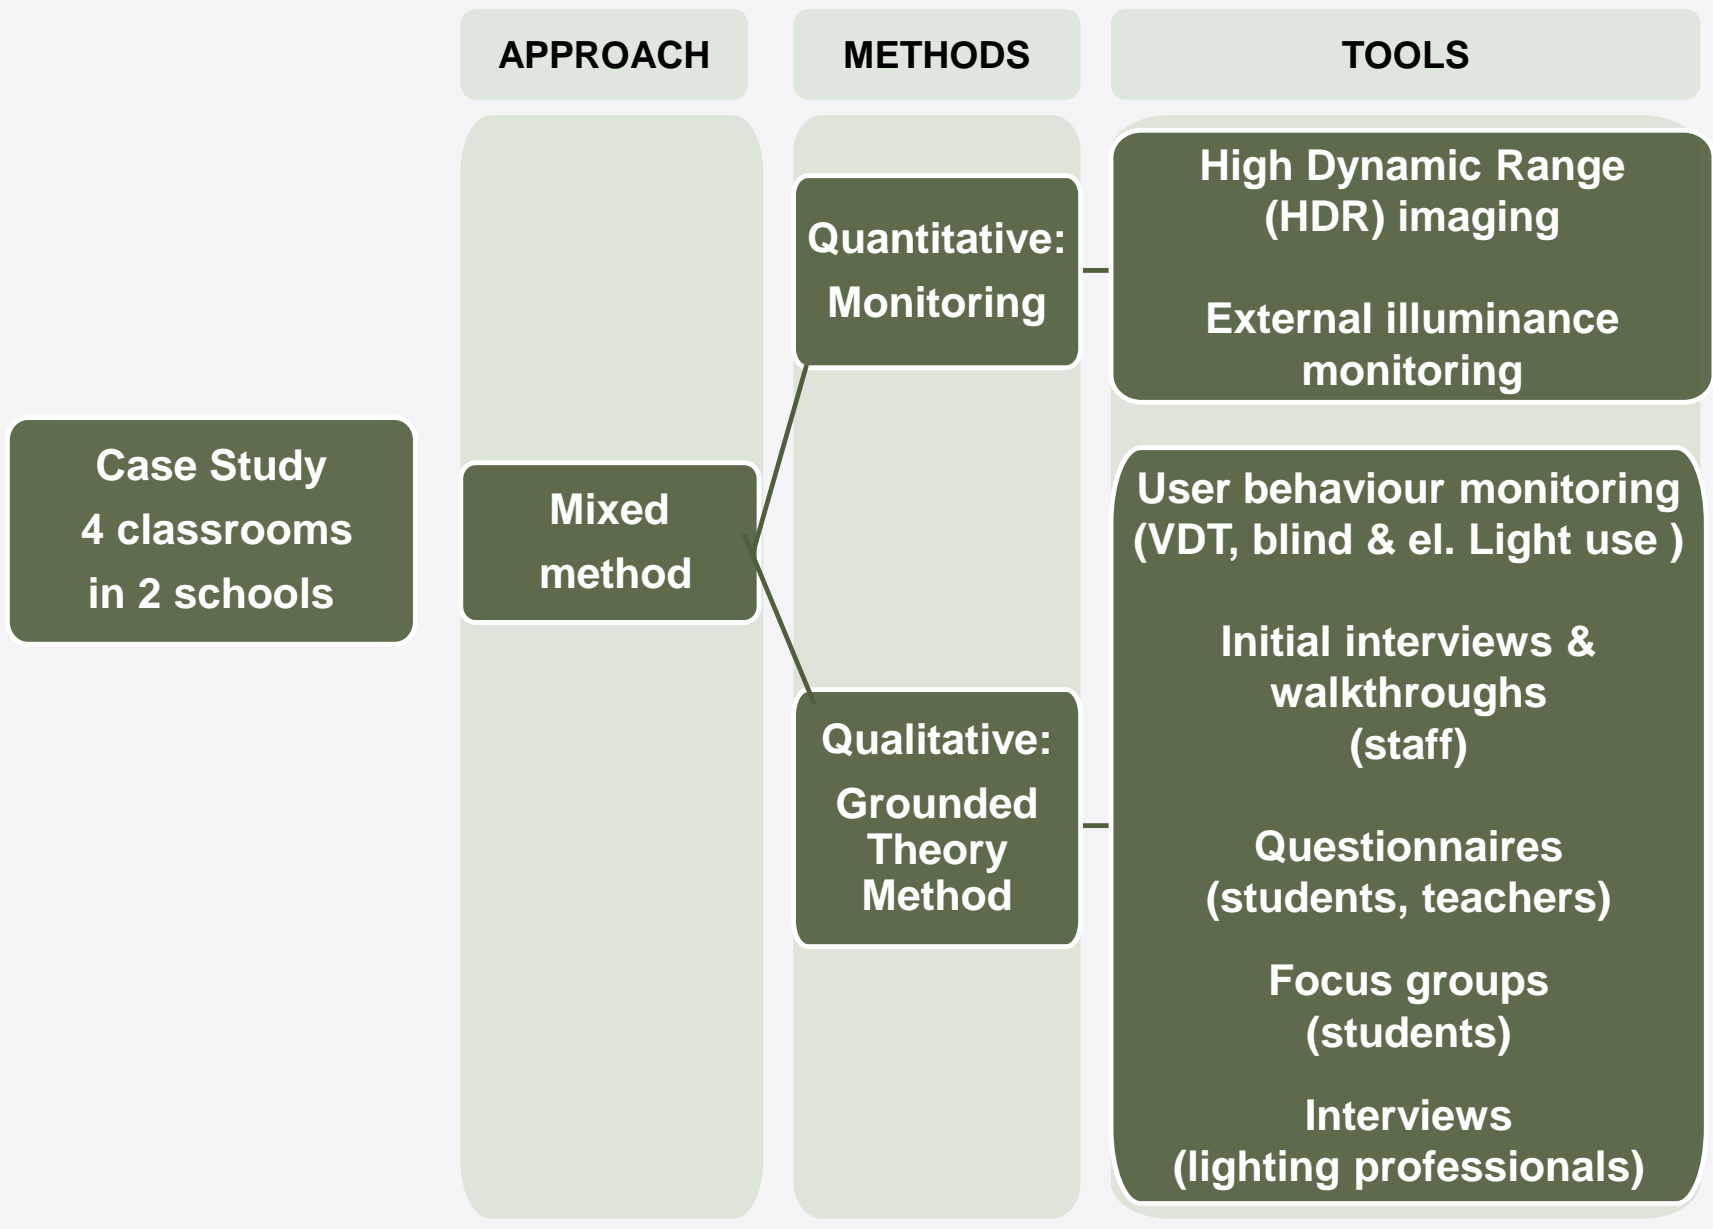 APPROACH
METHODS
TOOLS
Case Study
4 classrooms
in 2 schools
Mixed
method
Quantitative:
Monitoring
Qualitative:
Grounded
Theory
Method
High Dynamic Range
(HDR) imaging
External illuminance
monitoring
User behaviour monitoring
(VDT, blind & el. Light use )
Initial interviews &
walkthroughs
(staff)
Questionnaires
(students, teachers)
Focus groups
(students)
Interviews
(lighting professionals)